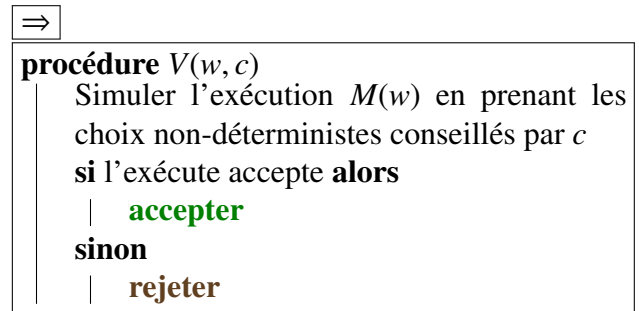 ⇒
procédure V(w, c)
Simuler l'exécution M(w) en prenant les
choix non-déterministes conseillés par c
si l'exécute accepte alors
accepter
sinon
rejeter